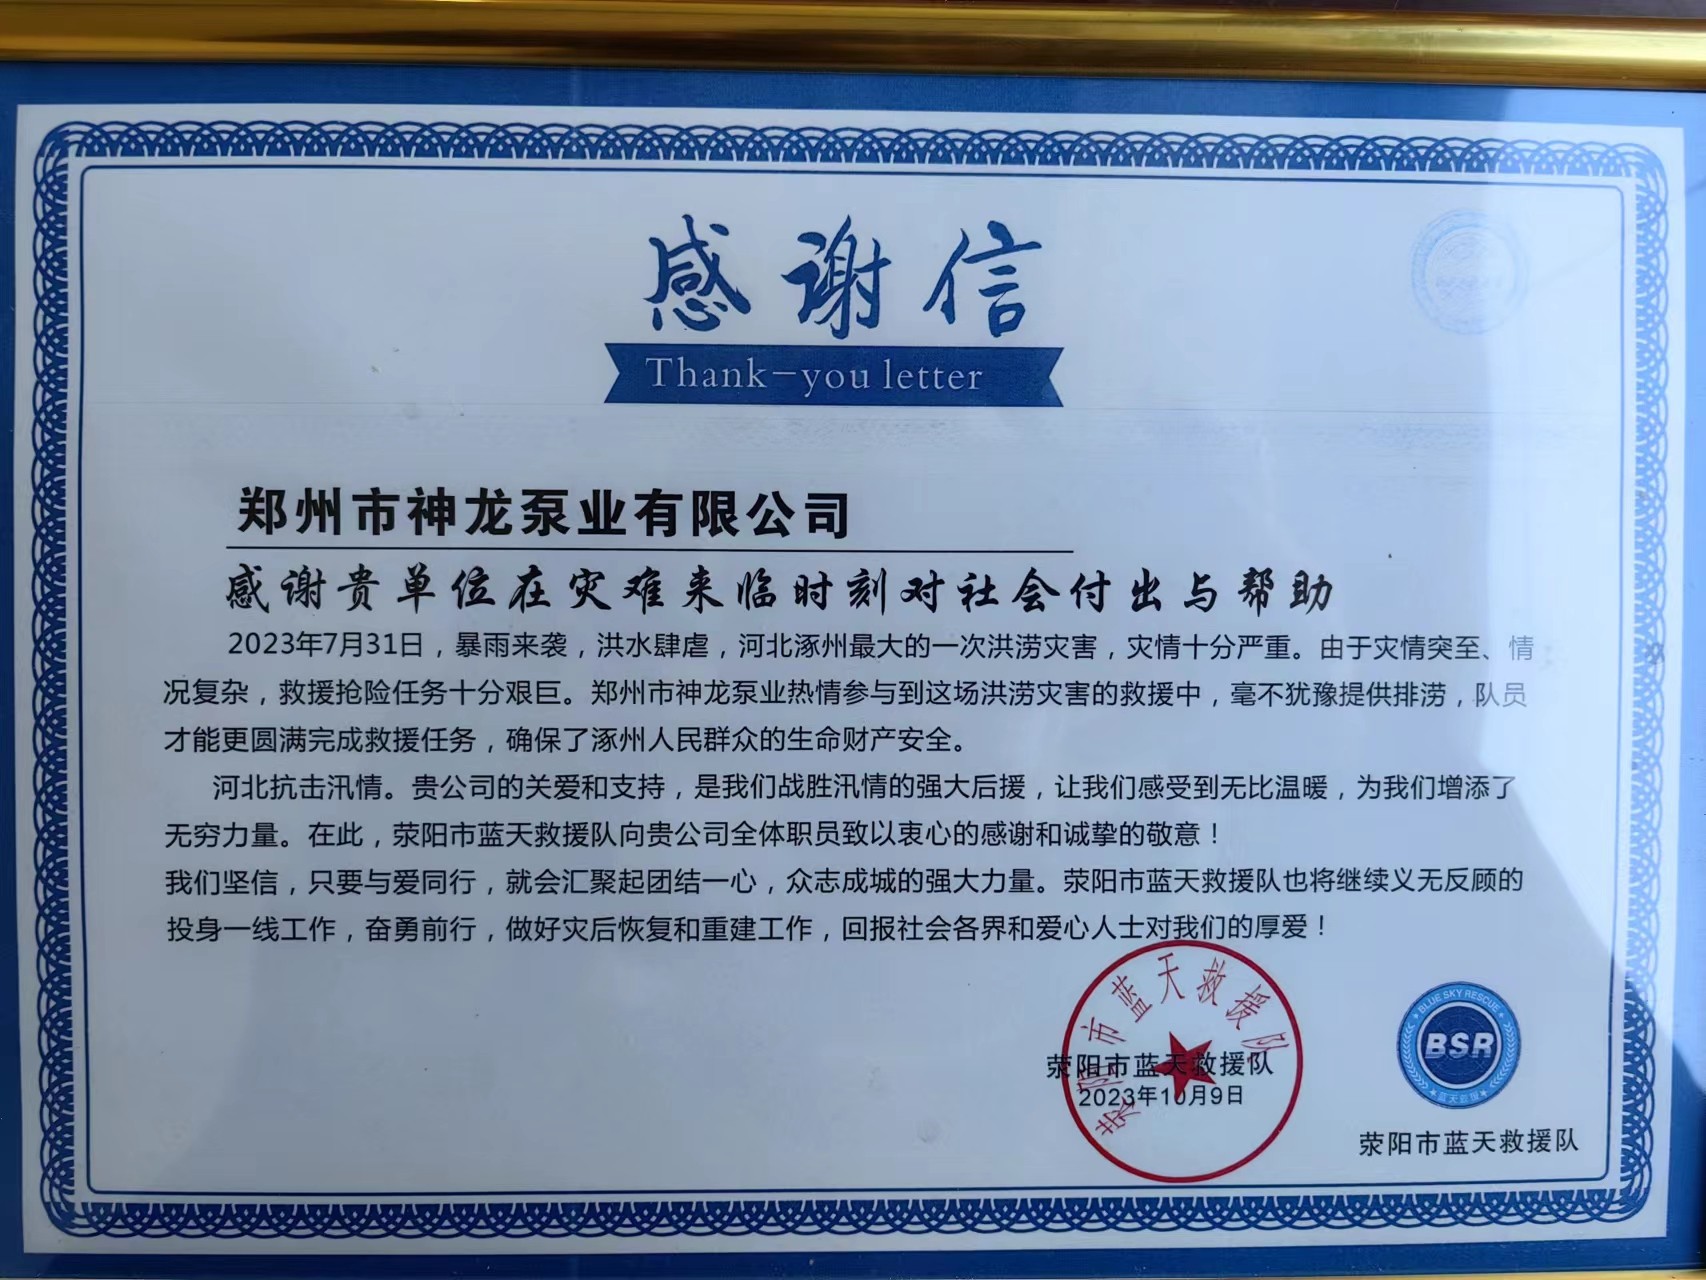 感谢信
Thank-you letter
郑州市神龙泵业有限公司
感谢贵单位在灾难来临时刻对社会付出与帮助
2023年7月31日，暴雨来袭，洪水肆虐，河北涿州最大的一次洪涝灾害，灾情十分严重。由于灾情突至、情
况复杂，救援抢险任务十分艰巨。郑州市神龙泵业热情参与到这场洪涝灾害的救援中，毫不犹豫提供排涝，队员
才能更圆满完成救援任务，确保了涿州人民群众的生命财产安全。
河北抗击汛情。贵公司的关爱和支持，是我们战胜汛情的强大后援，让我们感受到无比温暖，为我们增添了
无穷力量。在此，荥阳市蓝天救援队向贵公司全体职员致以衷心的感谢和诚挚的敬意！
我们坚信，只要与爱同行，就会汇聚起团结一心，众志成城的强大力量。荥阳市蓝天救援队也将继续义无反顾的
投身一线工作，奋勇前行，做好灾后恢复和重建工作，回报社会各界和爱心人士对我们的厚爱！
荥阳市蓝天救援队
荥阳市蓝天救援队
2023年10月9日
BLUE SKY RESCUE
BSR
蓝天救援
荥阳市蓝天救援队